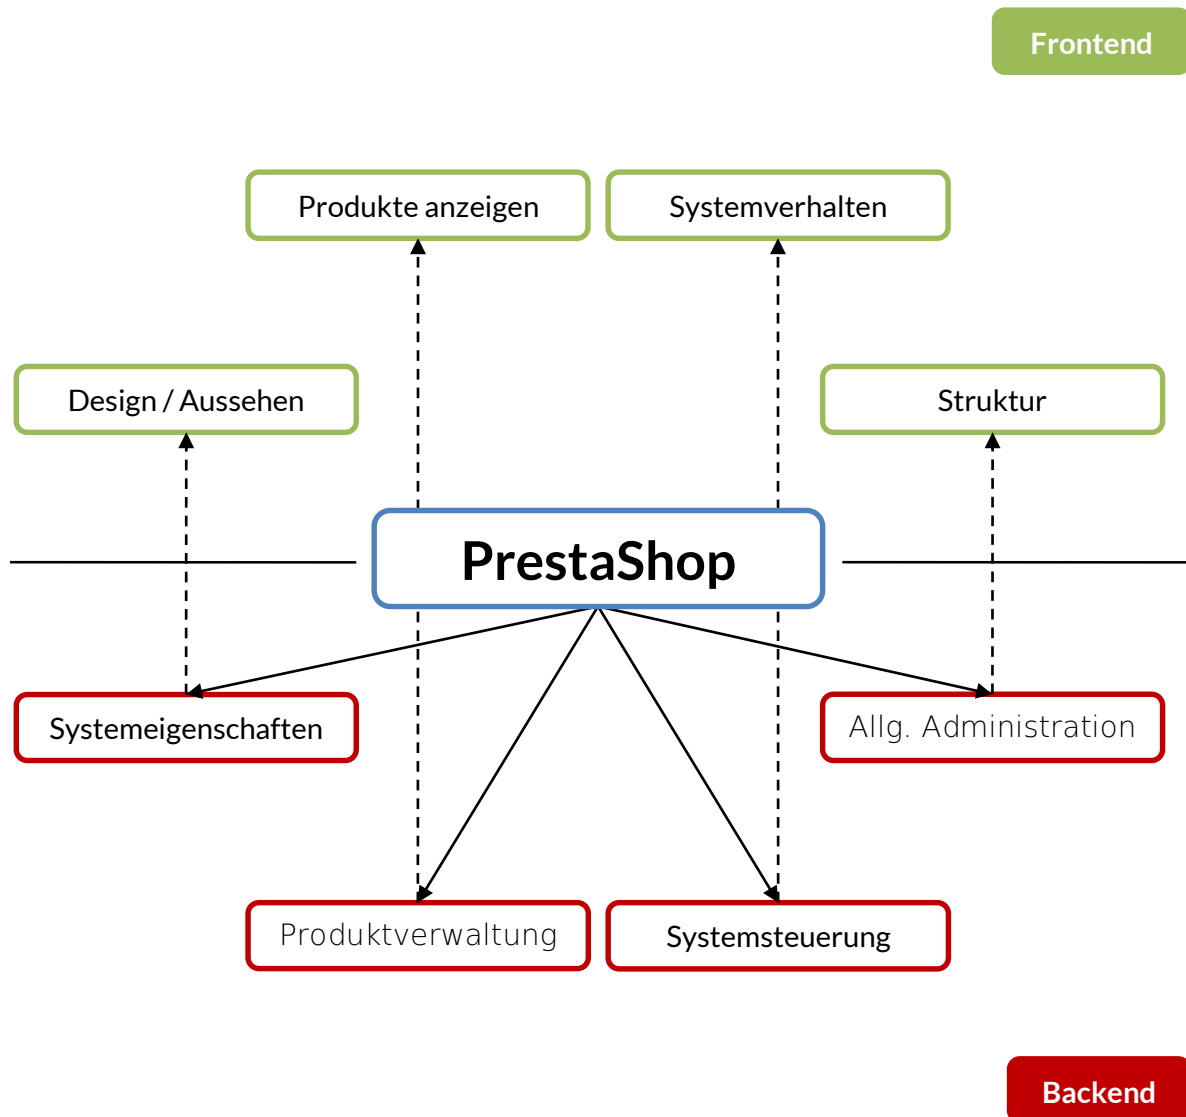 Frontend
Produkte anzeigen
Systemverhalten
Design / Aussehen
Struktur
PrestaShop
Systemeigenschaften
Allg. Administration
Produktverwaltung
Systemsteuerung
Backend